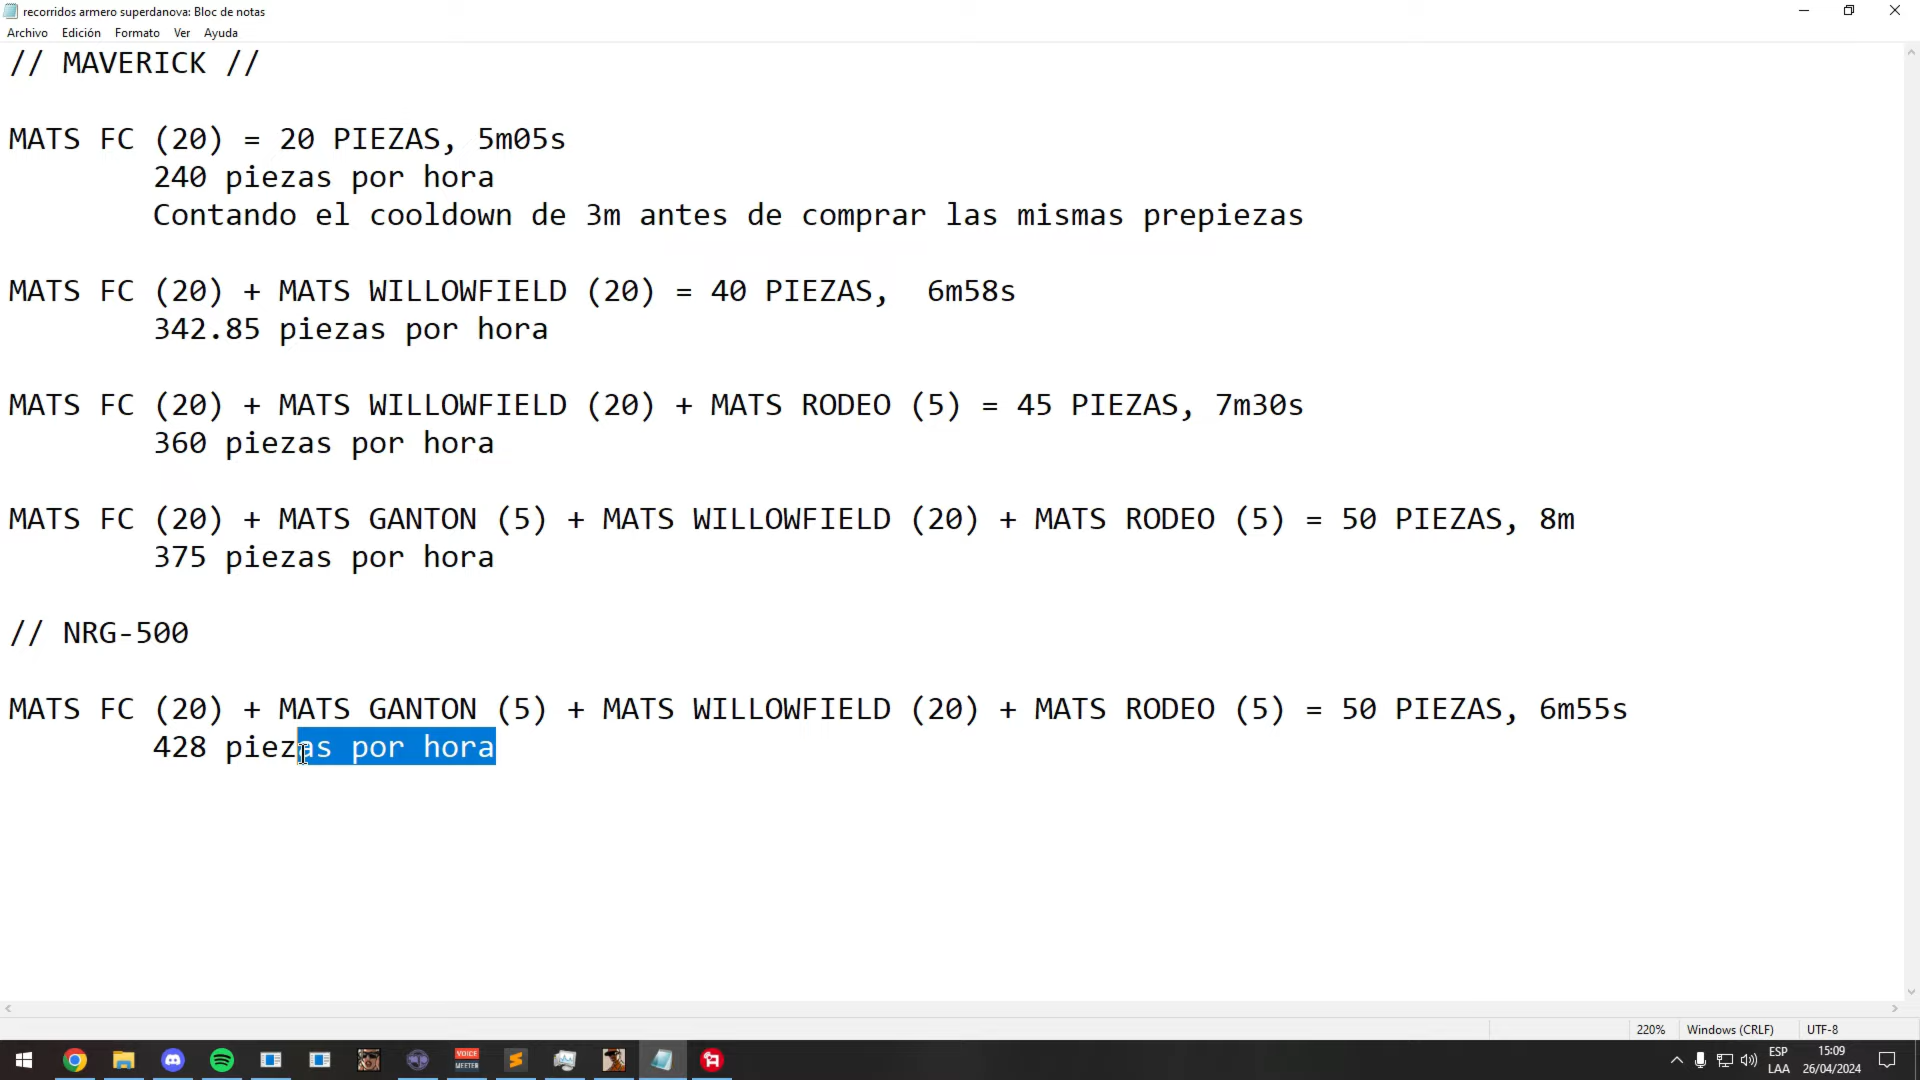 recorridos armero superdanova: Bloc de notas
Archivo Edición Formato Ver Ayuda
// MAVERICK //
MATS FC (20) = 20 PIEZAS, 5m05s
240 piezas por hora
Contando el cooldown de 3m antes de comprar las mismas prepiezas
MATS FC (20) + MATS WILLOWFIELD (20) = 40 PIEZAS,  6m58s
342.85 piezas por hora
MATS FC (20) + MATS WILLOWFIELD (20) + MATS RODEO (5) = 45 PIEZAS, 7m30s
360 piezas por hora
MATS FC (20) + MATS GANTON (5) + MATS WILLOWFIELD (20) + MATS RODEO (5) = 50 PIEZAS, 8m
375 piezas por hora
// NRG-500
MATS FC (20) + MATS GANTON (5) + MATS WILLOWFIELD (20) + MATS RODEO (5) = 50 PIEZAS, 6m55s
428 piezas por hora
220% Windows (CRLF) UTF-8
VOICE
MEETER
ESP
LAA
15:09
26/04/2024